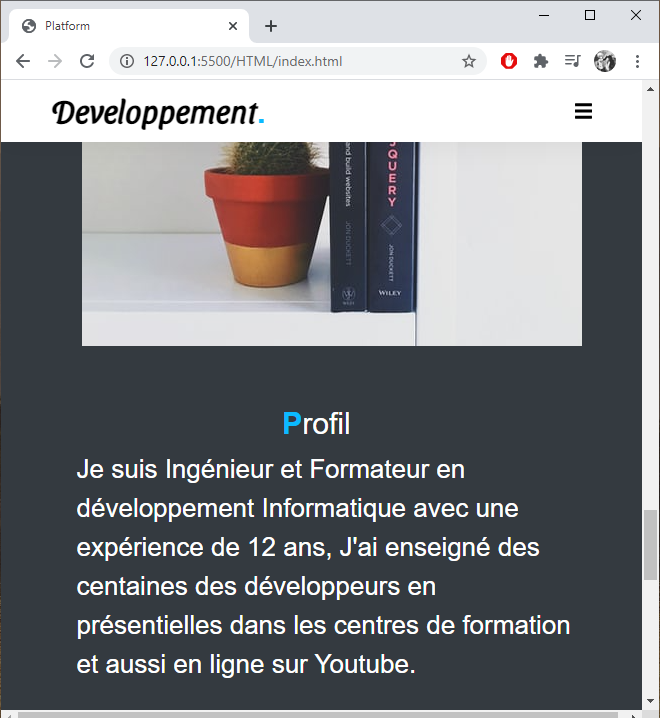 Platform
127.0.0.1:5500/HTML/index.html
Developpement.
and build websites
JON DUCKETT
WILEY
QUERY
JON DUCKETT
WILEY
Profil
Je suis Ingénieur et Formateur en
développement Informatique avec une
expérience de 12 ans, J'ai enseigné des
centaines des développeurs en
présentielles dans les centres de formation
et aussi en ligne sur Youtube.